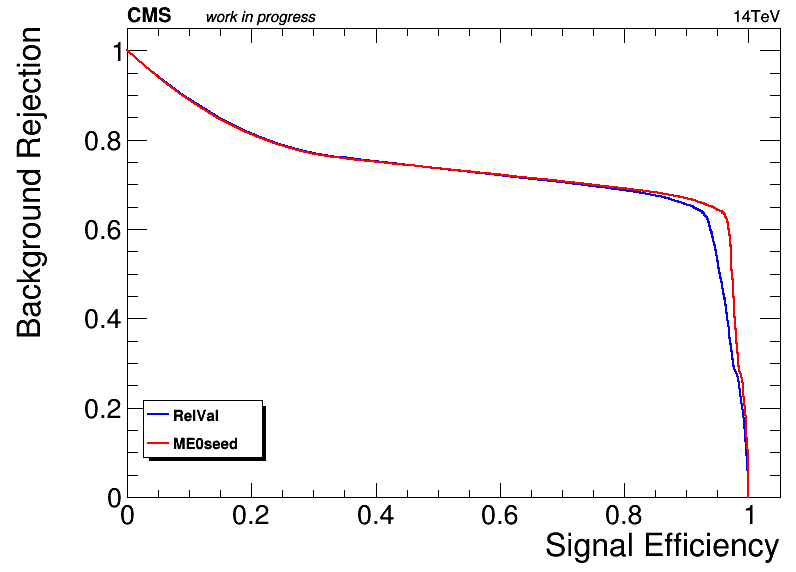 CMS work in progress 14TeV
Background Rejection
1
0.8
0.6
0.4
0.2
0
RelVal
ME0seed
0 0.2 0.4 0.6 0.8 1
Signal Efficiency